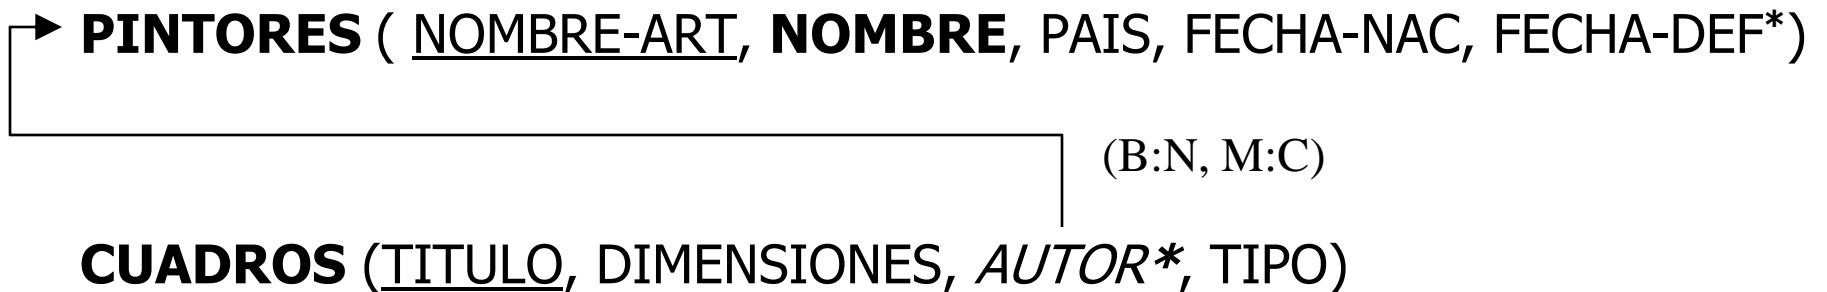 PINTORES ( NOMBRE-ART, NOMBRE, PAIS, FECHA-NAC, FECHA-DEF*)
(B:N, M:C)
CUADROS (TITULO, DIMENSIONES, AUTOR*, TIPO)